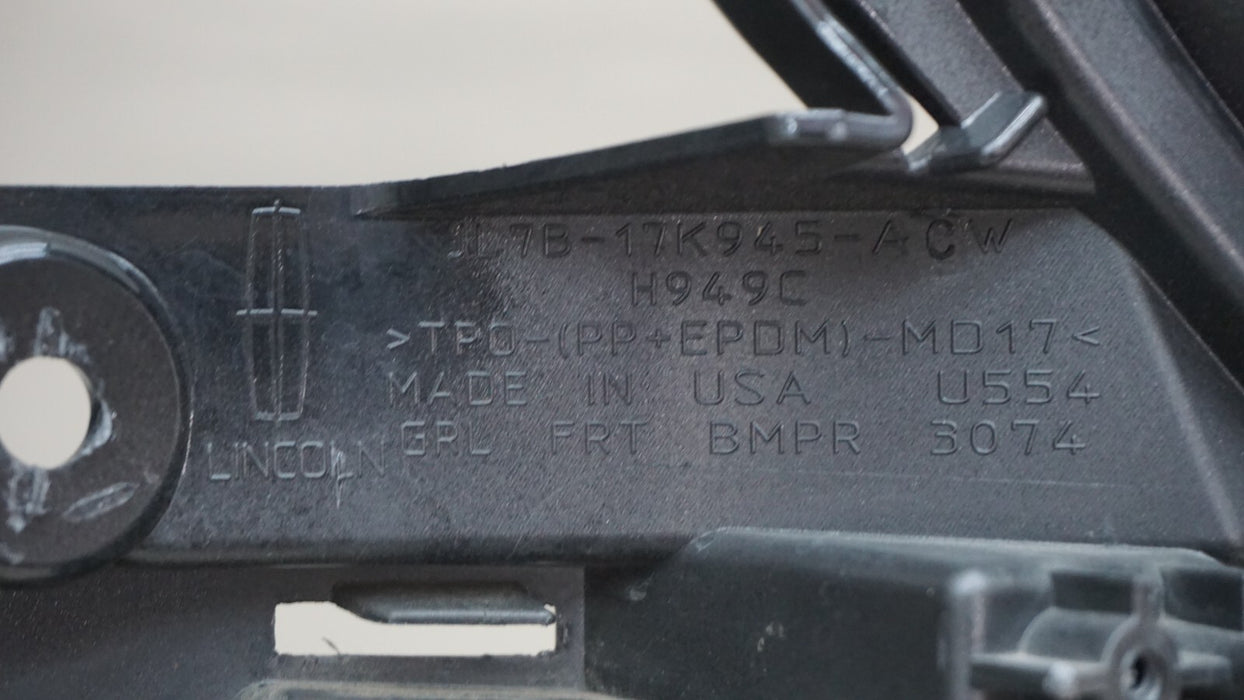 JL7B-17K945-ACW
H949C
>TPO-(PP+EPDM)-MD17<
MADE IN USA U554
GRL FRT BMPR 3074
LINCOLN